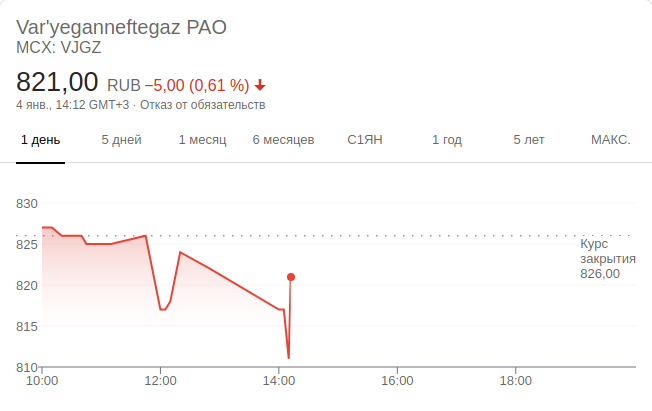 Var'yeganneftegaz PAO
MCX: VJGZ
821,00 RUB −5,00 (0,61 %)
4 янв., 14:12 GMT+3 · Отказ от обязательств
1 день 5 дней 1 месяц 6 месяцев С1ЯН 1 год 5 лет МАКС.
830
825
820
815
810
Курс
закрытия
826,00
10:00 12:00 14:00 16:00 18:00